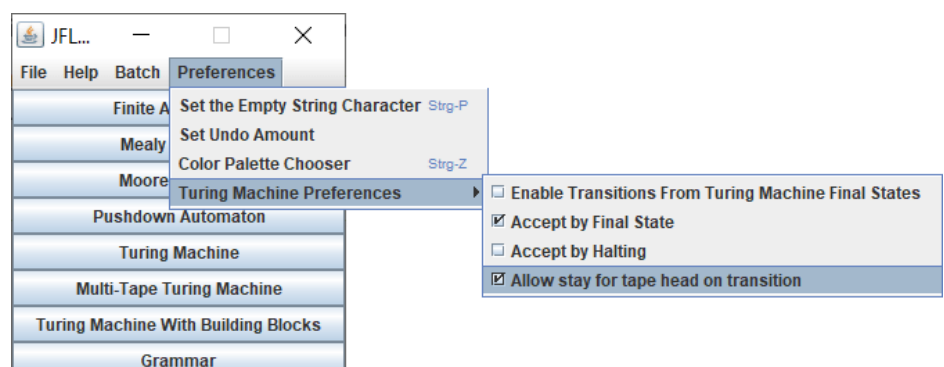 JFL...
File Help Batch Preferences
Finite A
Set the Empty String Character Strg-P
Mealy
Set Undo Amount
Color Palette Chooser Strg-Z
Moore
Turing Machine Preferences
Enable Transitions From Turing Machine Final States
Pushdown Automaton
Accept by Final State
Turing Machine
Accept by Halting
Multi-Tape Turing Machine
Allow stay for tape head on transition
Turing Machine With Building Blocks
Grammar